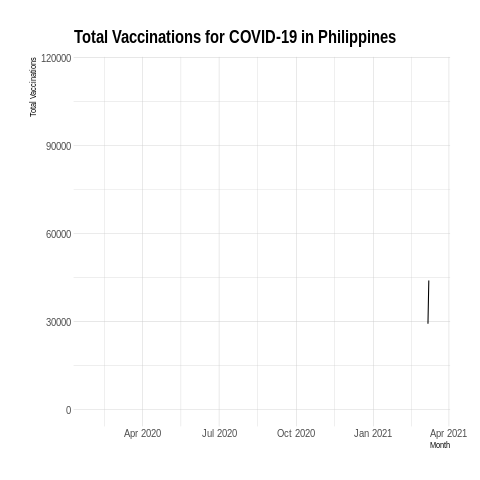 Total Vaccinations for COVID-19 in Philippines
Total Vaccinations
120000
90000
60000
30000
0
Apr 2020 Jul 2020 Oct 2020 Jan 2021 Apr 2021
Month